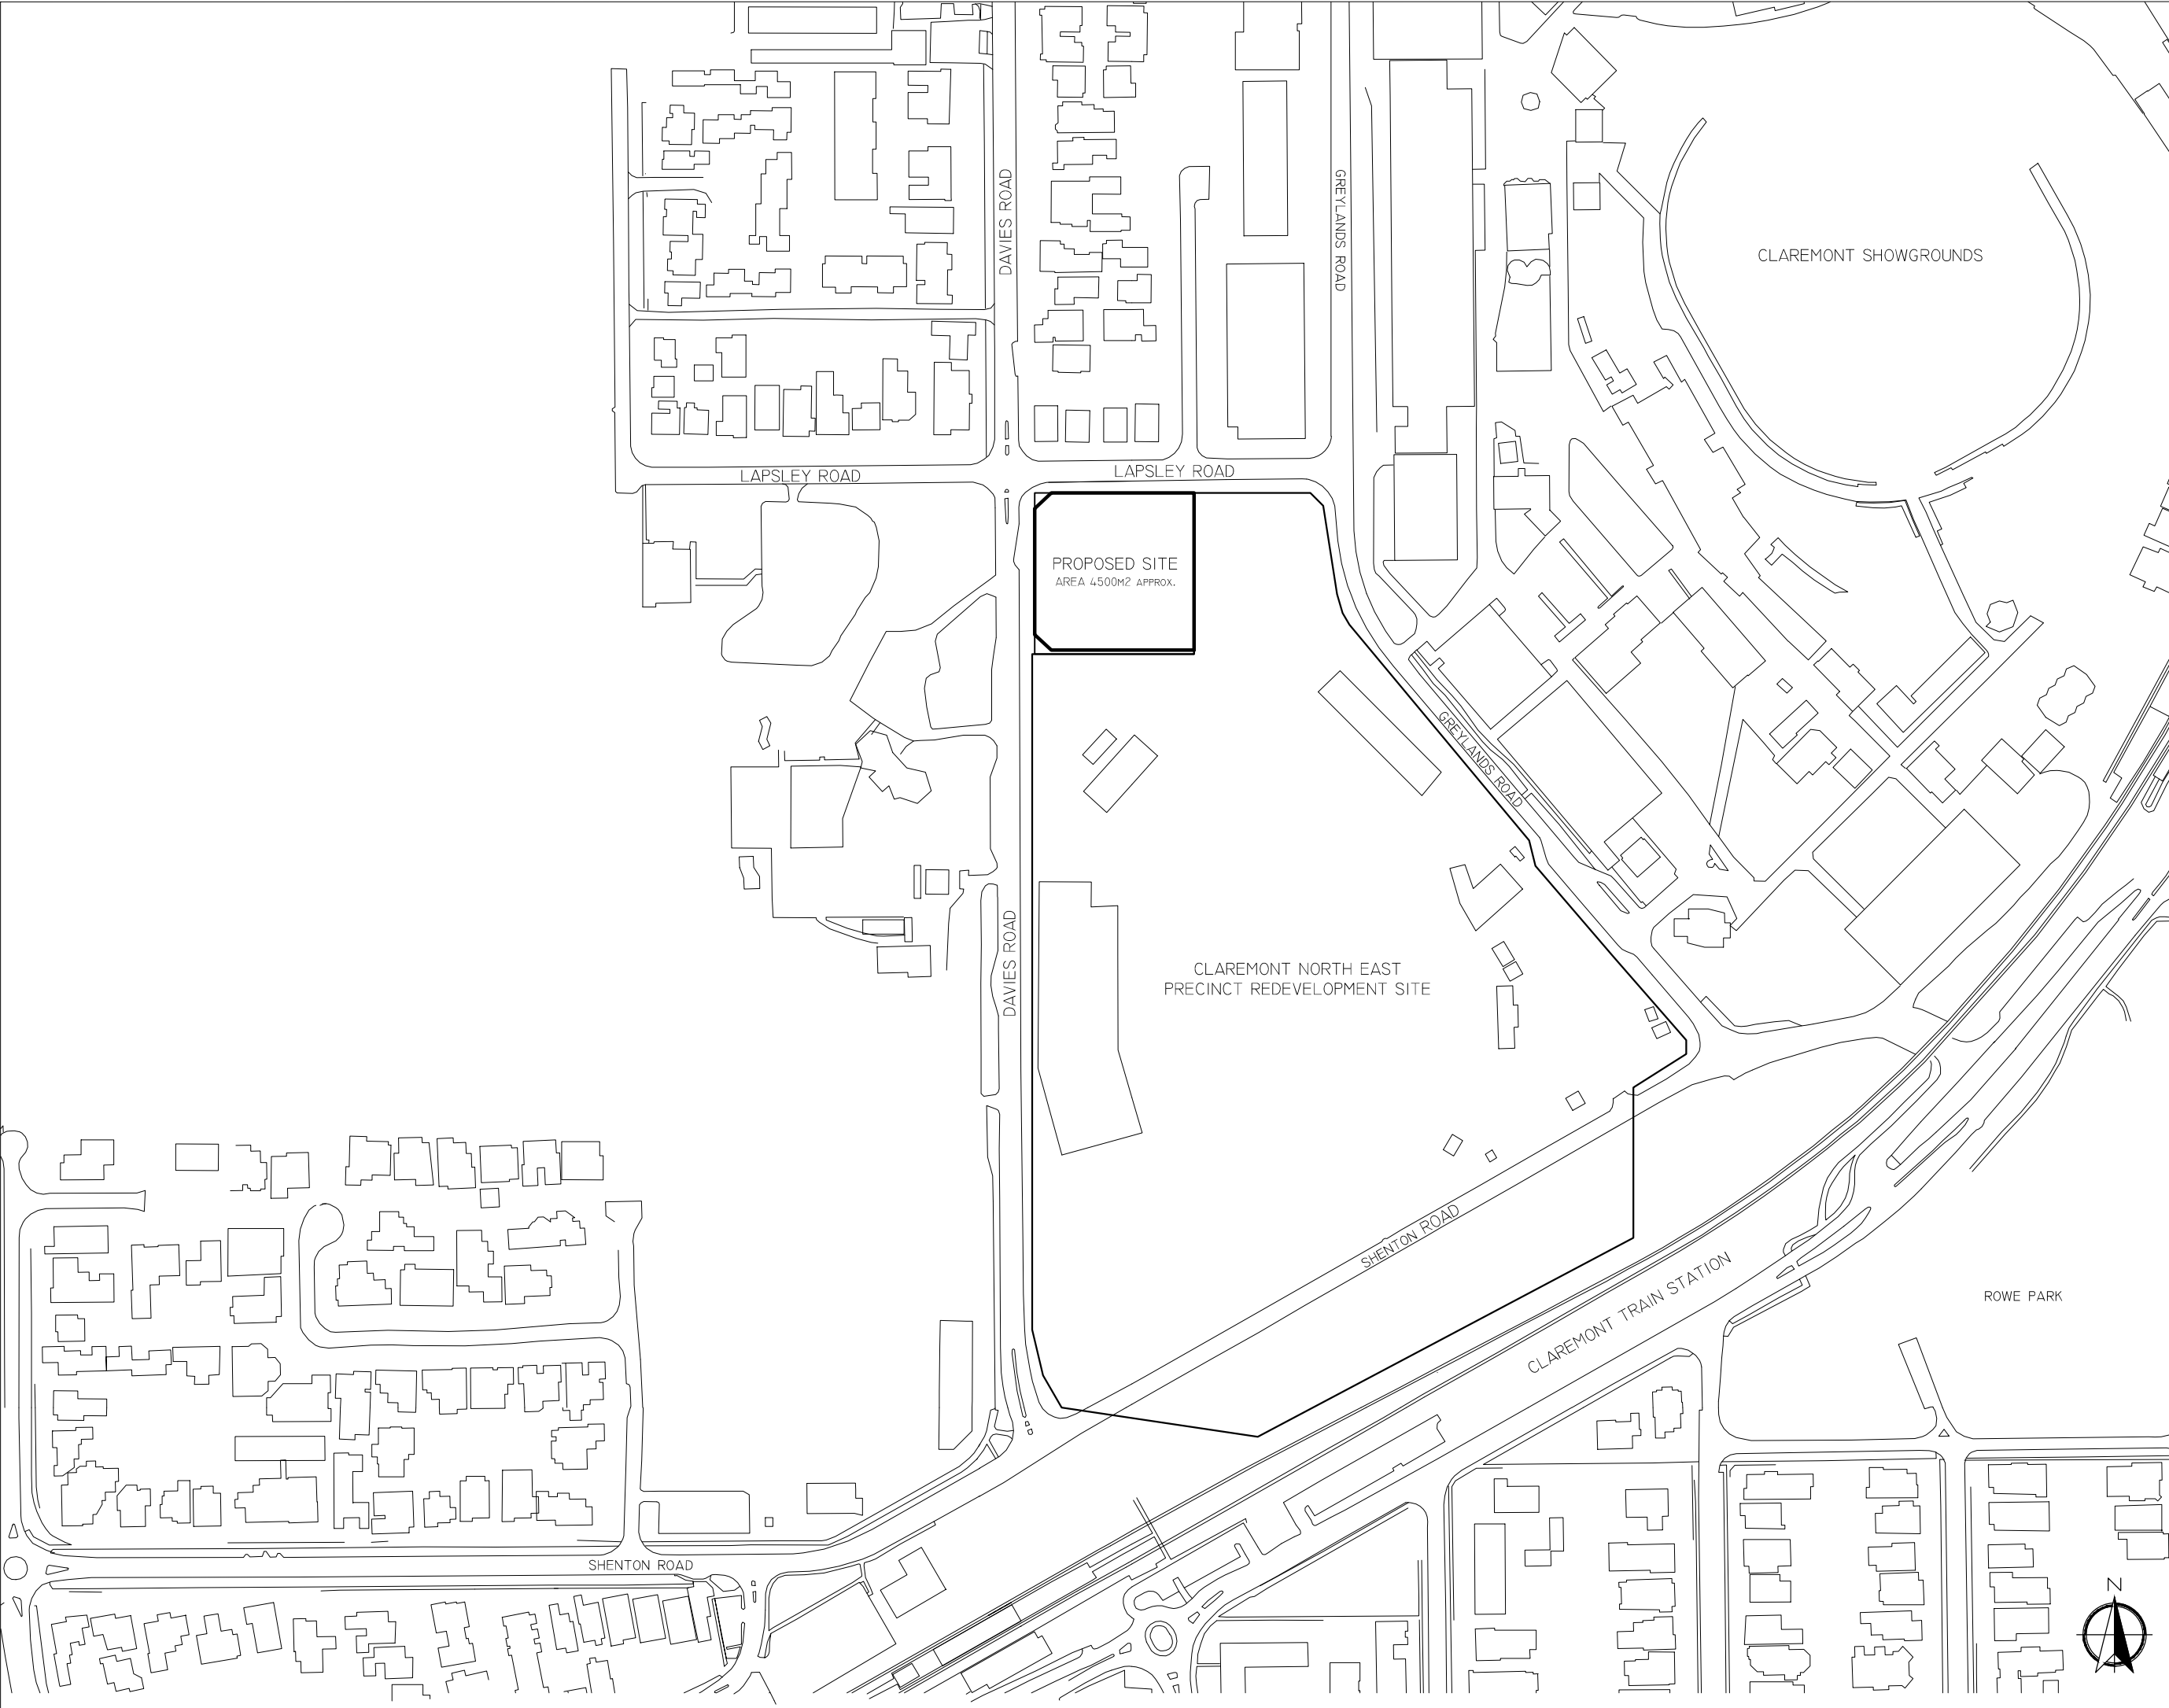 DAVIES ROAD
GREYLANDS ROAD
CLAREMONT SHOWGROUNDS
LAPSLEY ROAD
LAPSLEY ROAD
PROPOSED SITE
AREA 4500M2 APPROX.
GREYLANDS ROAD
DAVIES ROAD
CLAREMONT NORTH EAST
PRECINCT REDEVELOPMENT SITE
SHENTON ROAD
CLAREMONT TRAIN STATION
ROWE PARK
SHENTON ROAD
N